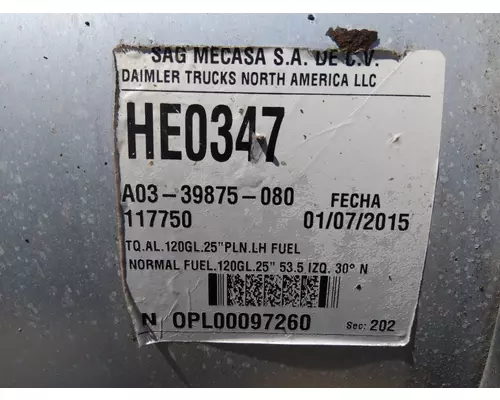 SAG MECASA S.A. DE C.V.
DAIMLER TRUCKS NORTH AMERICA LLC
HE0347
A03-39875-080 FECHA
117750 01/07/2015
TQ.AL.120GL.25"PLN.LH FUEL
NORMAL FUEL.120GL.25" 53.5 IZQ. 30° N
N OPL00097260 Sec: 202